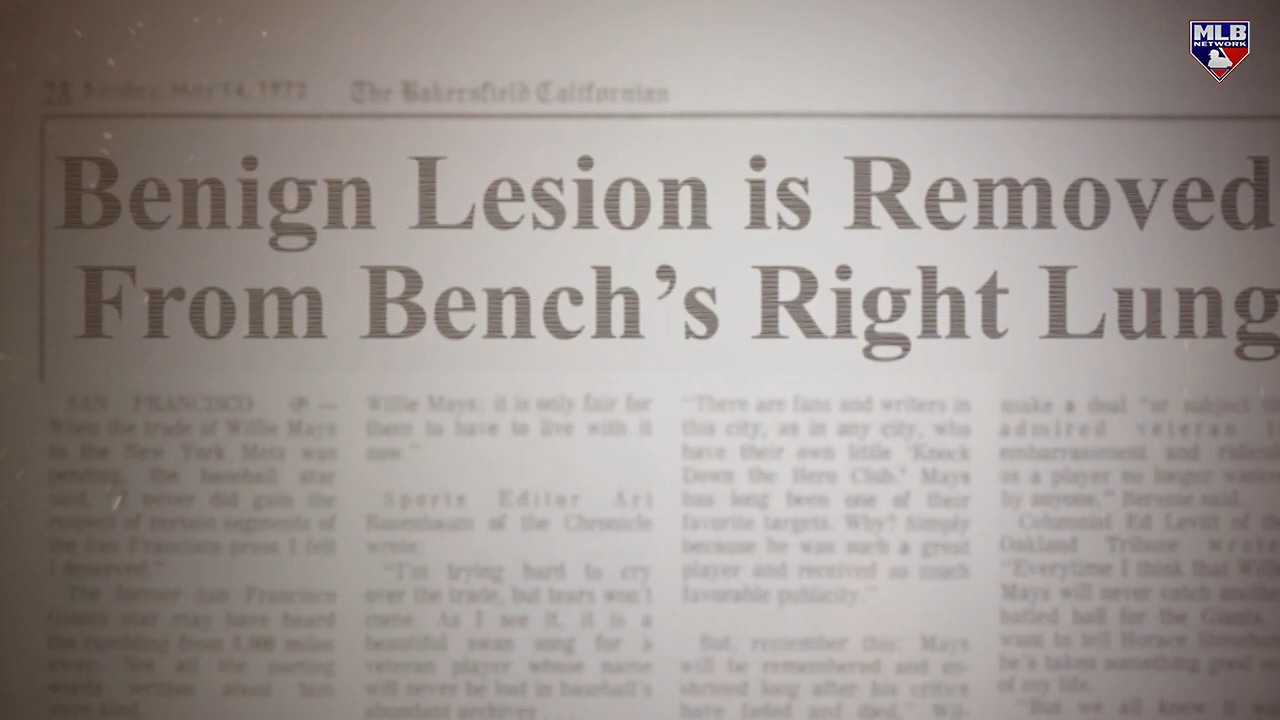 MLB
NETWORK
28 Sunday, May 14, 1972 The Bakersfield Californian
Benign Lesion is Removed
From Bench's Right Lung
SAN FRANCISCO —
When the trade of Willie Mays
to the New York Mets was
pending, the baseball star
said, "I never did gain the
respect of certain segments of
the San Francisco press I felt
I deserved."
The former San Francisco
Giants star may have heard
the rumbling from 3,000 miles
away. Not all the parting
words written about him
were kind.
Willie Mays; it is only fair for
them to have to live with it
now."
Sports Editor Art
Rosenbaum of the Chronicle
wrote:
"I'm trying hard to cry
over the trade, but tears won't
come. As I see it, it is a
beautiful swan song for a
veteran player whose name
will never be lost in baseball's
abundant archives . .
"There are fans and writers in
this city, as in any city, who
have their own little 'Knock
Down the Hero Club.' Mays
has long been one of their
favorite targets. Why? Simply
because he was such a great
player and received so much
favorable publicity."
But, remember this: Mays
will be remembered and en-
shrined long after his critics
have faded and died," Wil-
make a deal "or subject
admired veteran
embarrassment and
as a player no longer
by anyone," said.
Columnist Ed Levitt of
Oakland Tribune wrote
"Everytime I think that
Mays will never catch
batted ball for the Giants,
want to tell Horace
he's taken something good
of my life.
"But we all knew it